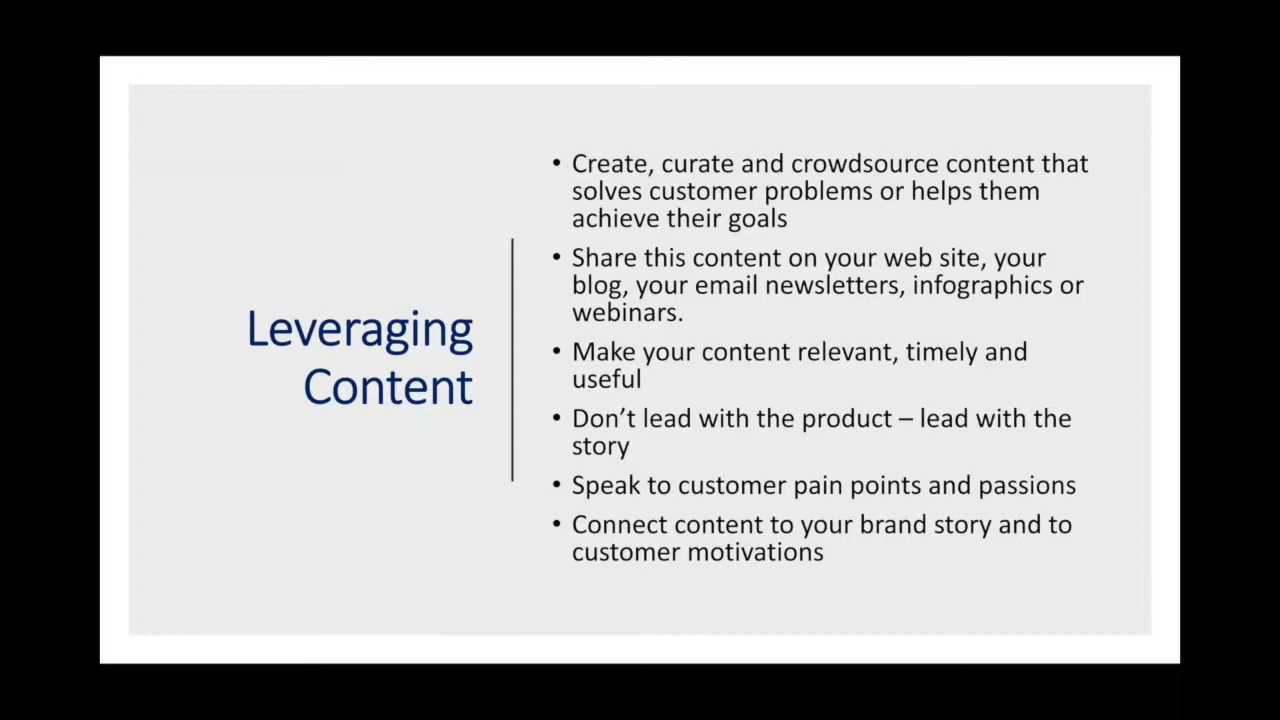 Leveraging
Content
• Create, curate and crowdsource content that
solves customer problems or helps them
achieve their goals
• Share this content on your web site, your
blog, your email newsletters, infographics or
webinars.
• Make your content relevant, timely and
useful
• Don’t lead with the product – lead with the
story
• Speak to customer pain points and passions
• Connect content to your brand story and to
customer motivations